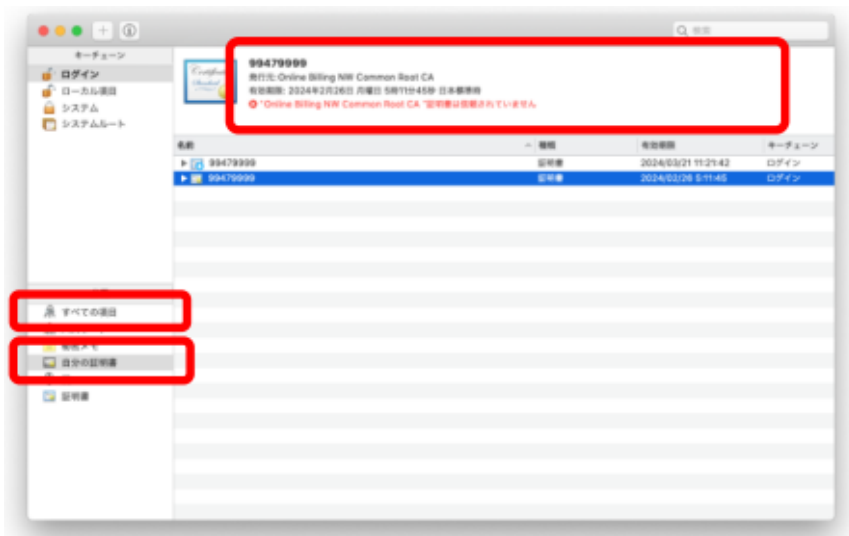 検索
キーチェーン
ログイン
ローカル項目
システム
システムルート
99479999
発行元: Online Billing NW Common Root CA
有効期限: 2024年2月26日 月曜日 5時11分45秒 日本標準時
"Online Billing NW Common Root CA "証明書は信頼されていません
名前 種類 有効期限 キーチェーン
99479999 証明書 2024/03/21 11:21:42 ログイン
99479999 証明書 2024/02/26 5:11:45 ログイン
すべての項目
自分の証明書
証明書